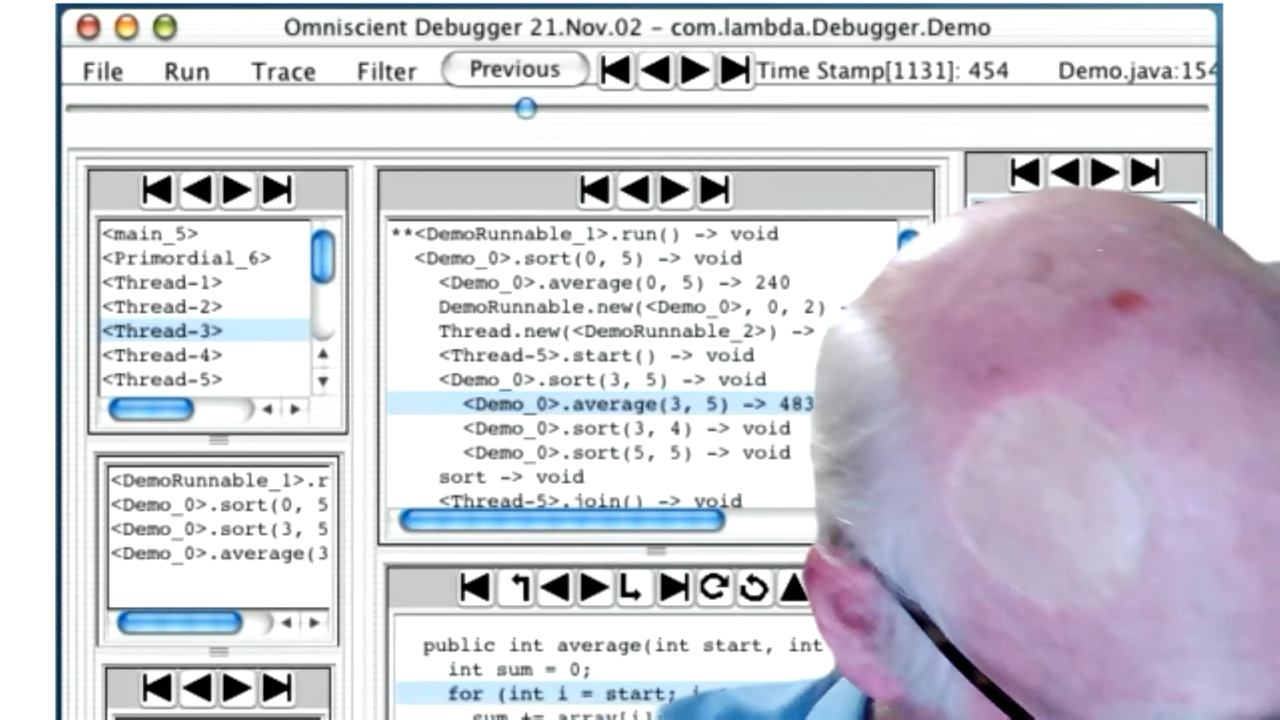 Omniscient Debugger 21.Nov.02 – com.lambda.Debugger.Demo
File Run Trace Filter Previous Time Stamp[1131]: 454 Demo.java:154
<main_5>
<Primordial_6>
<Thread-1>
<Thread-2>
<Thread-3>
<Thread-4>
<Thread-5>
**<DemoRunnable_1>.run() -> void
<Demo_0>.sort(0, 5) -> void
<Demo_0>.average(0, 5) -> 240
DemoRunnable.new(<Demo_0>, 0, 2) -
Thread.new(<DemoRunnable_2>) ->
<Thread-5>.start() -> void
<Demo_0>.sort(3, 5) -> void
<Demo_0>.average(3, 5) -> 483
<Demo_0>.sort(3, 4) -> void
<Demo_0>.sort(5, 5) -> void
sort -> void
<Thread-5>.join() -> void
<DemoRunnable_1>.r
<Demo_0>.sort(0, 5
<Demo_0>.sort(3, 5
<Demo_0>.average(3
public int average(int start, int
int sum = 0;
for (int i = start; i
sum += array[i];